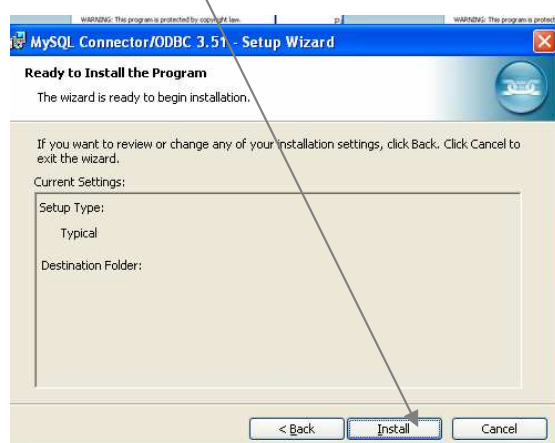 WARNING: This program is protected by copyright law.
WARNING: This program is protect
MySQL Connector/ODBC 3.51 - Setup Wizard
Ready to Install the Program
The wizard is ready to begin installation.
If you want to review or change any of your installation settings, click Back. Click Cancel to
exit the wizard.
Current Settings:
Setup Type:
Typical
Destination Folder:
< Back
Install
Cancel